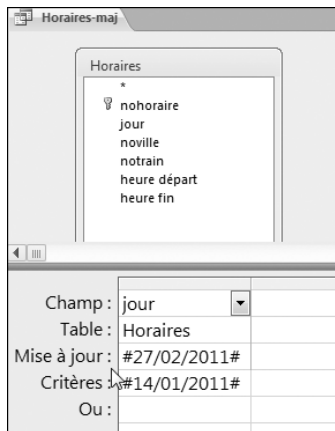 Horaires-maj
Horaires
*
nohoraire
jour
noville
notrain
heure départ
heure fin
Champ : jour
Table : Horaires
Mise à jour : #27/02/2011#
Critères : #14/01/2011#
Ou :